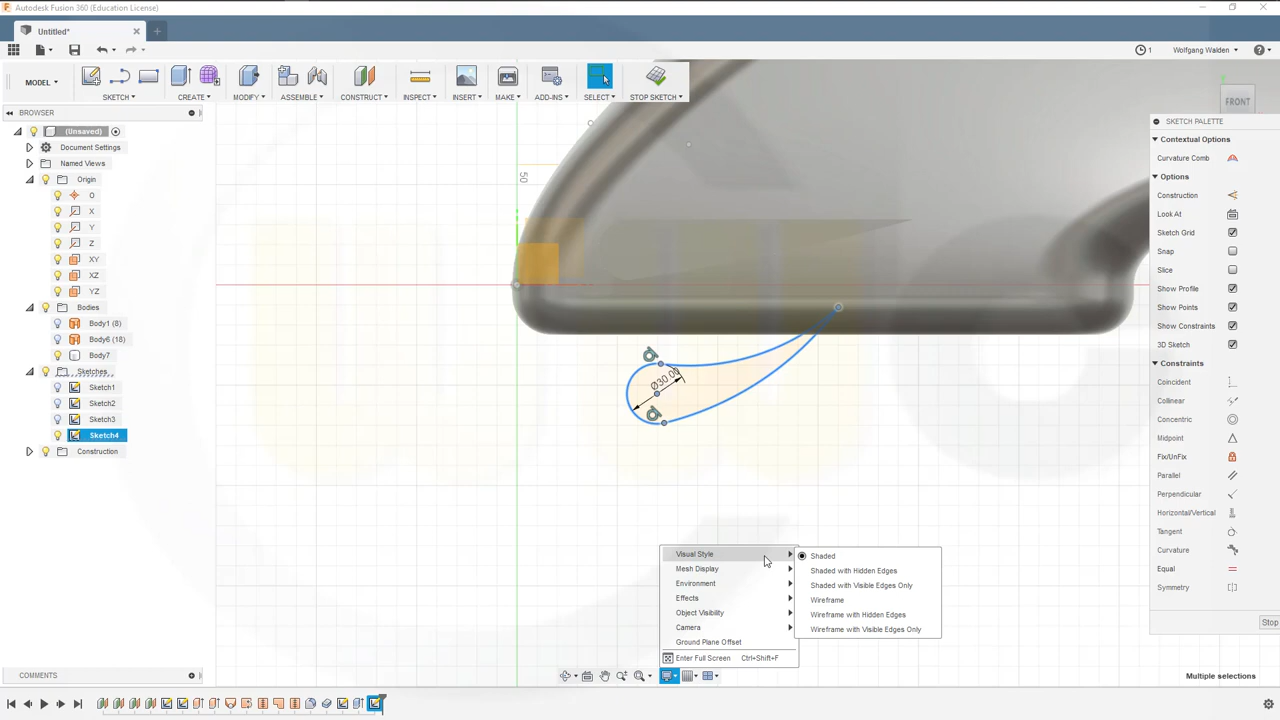 Autodesk Fusion 360 (Education License)
Untitled*
1
Wolfgang Walden
MODEL
SKETCH
CREATE
MODIFY
ASSEMBLE
CONSTRUCT
INSPECT
INSERT
MAKE
ADD-INS
SELECT
STOP SKETCH
BROWSER
(Unsaved)
Document Settings
Named Views
Origin
O
X
Y
Z
XY
XZ
YZ
Bodies
Body1 (8)
Body6 (18)
Body7
Sketches
Sketch1
Sketch2
Sketch3
Sketch4
Construction
50
Ø30.00
FRONT
SKETCH PALETTE
Contextual Options
Curvature Comb
Options
Construction
Look At
Sketch Grid
Snap
Slice
Show Profile
Show Points
Show Constraints
3D Sketch
Constraints
Coincident
Collinear
Concentric
Midpoint
Fix/UnFix
Parallel
Perpendicular
Horizontal/Vertical
Tangent
Curvature
Equal
Symmetry
Stop
Visual Style
Mesh Display
Environment
Effects
Object Visibility
Camera
Ground Plane Offset
Enter Full Screen Ctrl+Shift+F
Shaded
Shaded with Hidden Edges
Shaded with Visible Edges Only
Wireframe
Wireframe with Hidden Edges
Wireframe with Visible Edges Only
COMMENTS
Multiple selections